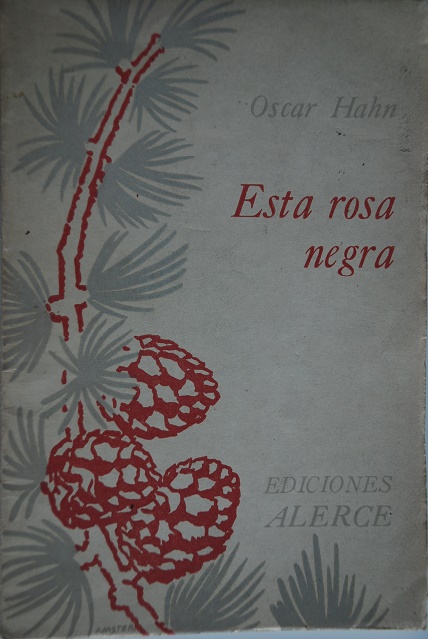 Oscar Hahn
Esta rosa
negra
EDICIONES
ALERCE